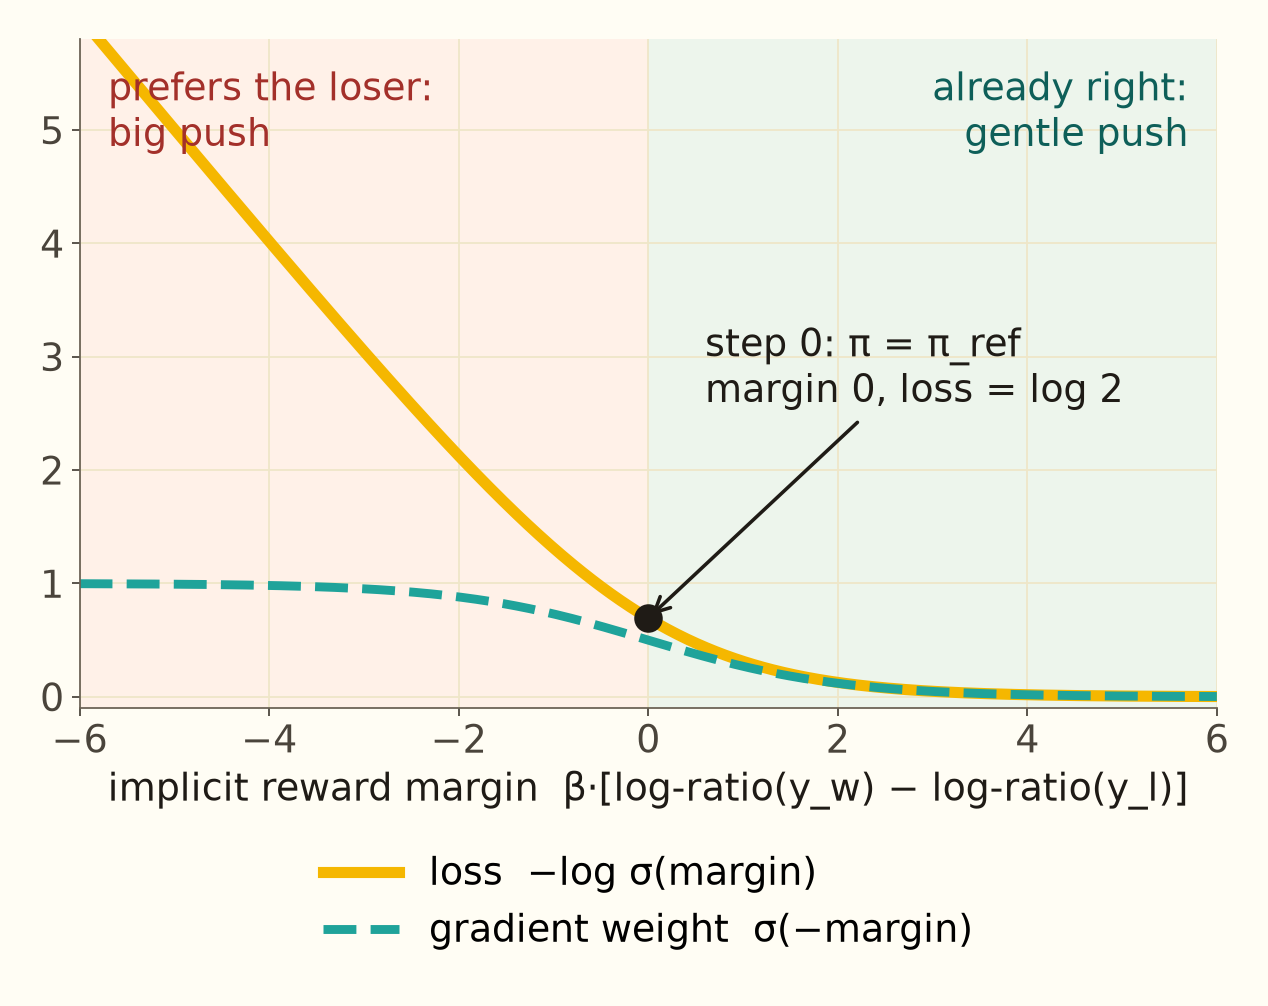 prefers the loser:
big push
already right:
gentle push
step 0: π = π_ref
margin 0, loss = log 2
5
4
3
2
1
0
−6
−4
−2
0
2
4
6
implicit reward margin  β·[log-ratio(y_w) − log-ratio(y_l)]
loss  −log σ(margin)
gradient weight  σ(−margin)